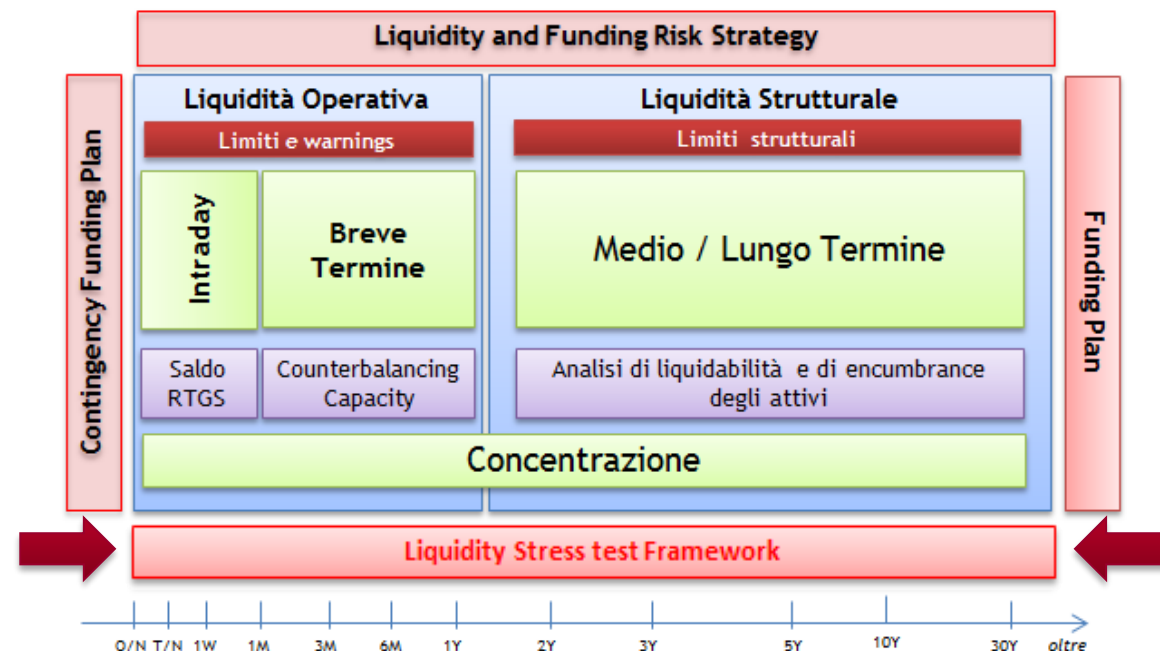 Liquidity and Funding Risk Strategy
Contingency Funding Plan
Liquidità Operativa
Limiti e warnings
Intraday
Breve
Termine
Saldo
RTGS
Counterbalancing
Capacity
Liquidità Strutturale
Limiti strutturali
Medio / Lungo Termine
Analisi di liquidabilità e di encumbrance
degli attivi
Concentrazione
Funding Plan
Liquidity Stress test Framework
O/N T/N 1W 1M 3M 6M 1Y 2Y 3Y 5Y 10Y 30Y oltre